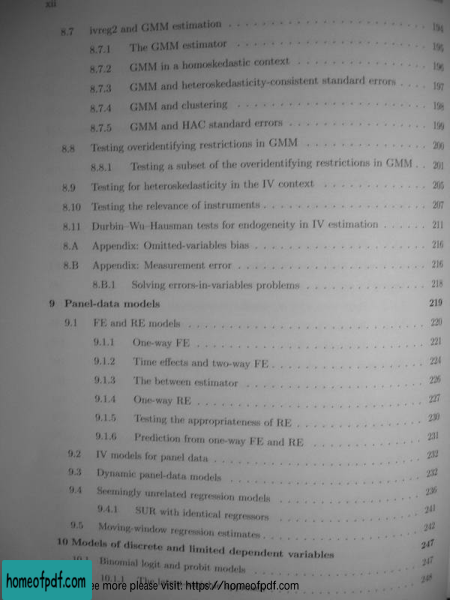 xii
8.7 ivreg2 and GMM estimation 194
8.7.1 The GMM estimator 195
8.7.2 GMM in a homoskedastic context 196
8.7.3 GMM and heteroskedasticity-consistent standard errors 197
8.7.4 GMM and clustering 198
8.7.5 GMM and HAC standard errors 199
8.8 Testing overidentifying restrictions in GMM 200
8.8.1 Testing a subset of the overidentifying restrictions in GMM 201
8.9 Testing for heteroskedasticity in the IV context 205
8.10 Testing the relevance of instruments 207
8.11 Durbin–Wu–Hausman tests for endogeneity in IV estimation 211
8.A Appendix: Omitted-variables bias 216
8.B Appendix: Measurement error 216
8.B.1 Solving errors-in-variables problems 218
9 Panel-data models 219
9.1 FE and RE models 220
9.1.1 One-way FE 221
9.1.2 Time effects and two-way FE 224
9.1.3 The between estimator 226
9.1.4 One-way RE 227
9.1.5 Testing the appropriateness of RE 230
9.1.6 Prediction from one-way FE and RE 231
9.2 IV models for panel data 232
9.3 Dynamic panel-data models 232
9.4 Seemingly unrelated regression models 236
9.4.1 SUR with identical regressors 241
9.5 Moving-window regression estimates 242
10 Models of discrete and limited dependent variables 247
10.1 Binomial logit and probit models 247
10.1.1 The 248
homeofpdf.com
ee more please visit: https://homeofpdf.com